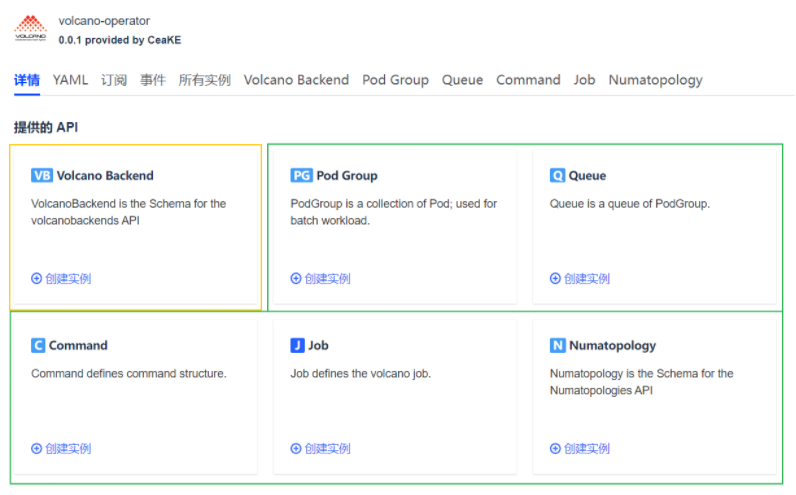 volcano-operator
VOLCANO
0.0.1 provided by CeaKE
详情 YAML 订阅 事件 所有实例 Volcano Backend Pod Group Queue Command Job Numatopology
提供的 API
VB Volcano Backend
VolcanoBackend is the Schema for the
volcanobackends API
创建实例
PG Pod Group
PodGroup is a collection of Pod; used for
batch workload.
创建实例
Q Queue
Queue is a queue of PodGroup.
创建实例
C Command
Command defines command structure.
创建实例
J Job
Job defines the volcano job.
创建实例
N Numatopology
Numatopology is the Schema for the
Numatopologies API
创建实例